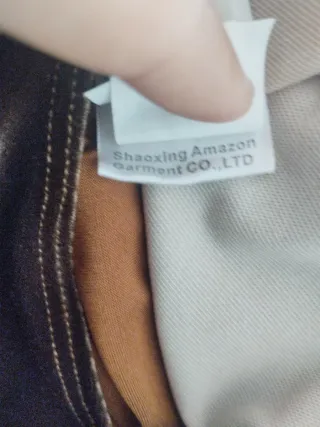 Shaoxing Amazon
Garment CO.,LTD